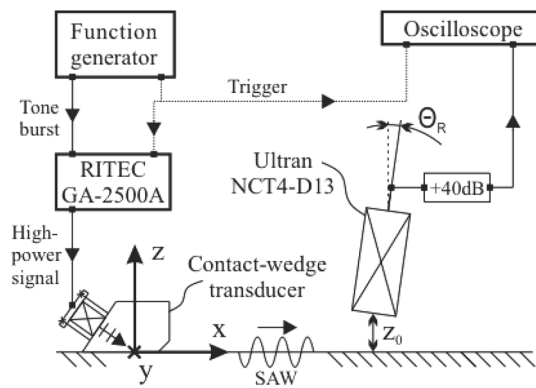 Function
generator
Oscilloscope
Trigger
Tone
burst
Θ_R
Ultran
NCT4-D13
RITEC
GA-2500A
+40dB
High-
power
signal
z
Contact-wedge
transducer
x
z₀
y
SAW